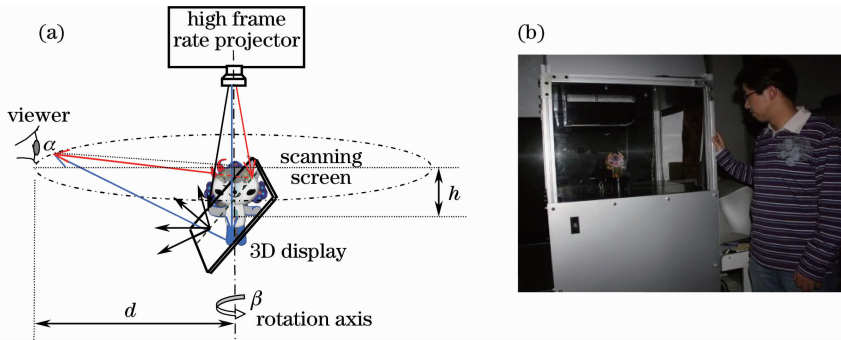 (a)
high frame
rate projector
viewer
α
scanning
screen
h
3D display
β
d
rotation axis
(b)